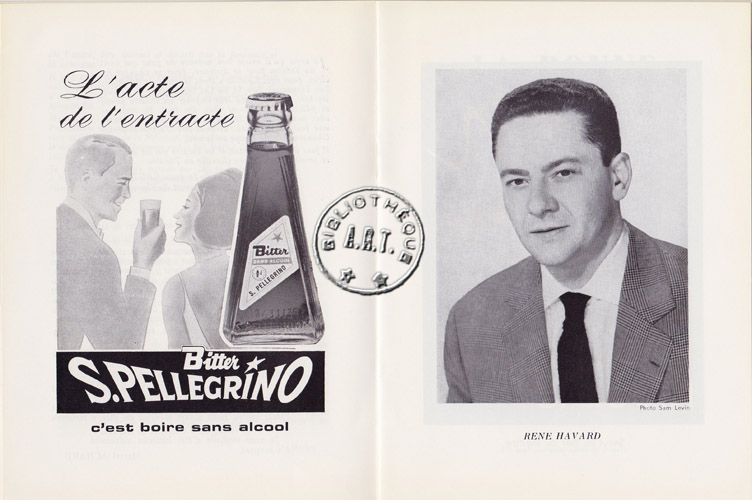 L'acte
de l'entracte
Bitter
SANS ALCOOL
S. PELLEGRINO
Bitter
S.PELLEGRINO
c'est boire sans alcool
BIBLIOTHÈQUE
A.R.T.
Photo Sam Levin
RENE HAVARD